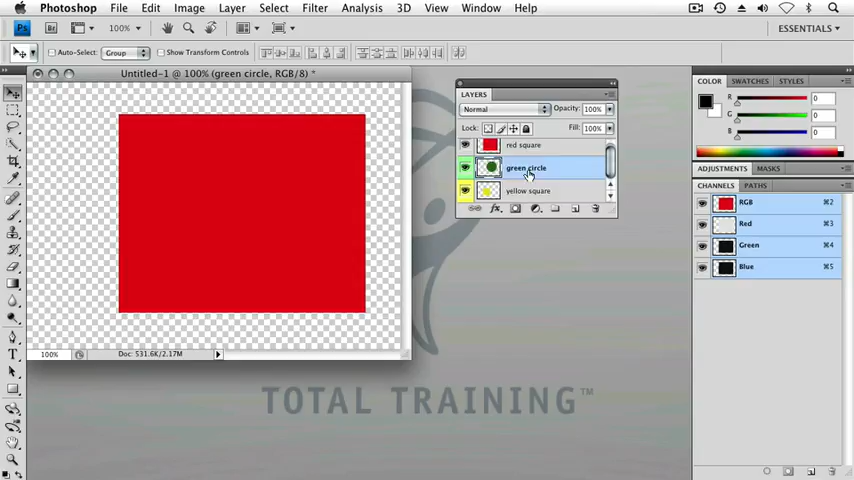 Photoshop File Edit Image Layer Select Filter Analysis 3D View Window Help
Ps Br 100% ESSENTIALS
Auto-Select: Group Show Transform Controls
Untitled-1 @ 100% (green circle, RGB/8) *
LAYERS
Normal Opacity: 100%
Lock: Fill: 100%
red square
green circle
yellow square
fx
COLOR SWATCHES STYLES
R 0
G 0
B 0
ADJUSTMENTS MASKS
CHANNELS PATHS
RGB ⌘2
Red ⌘3
Green ⌘4
Blue ⌘5
100% Doc: 531.6K/2.17M
TOTAL TRAINING™